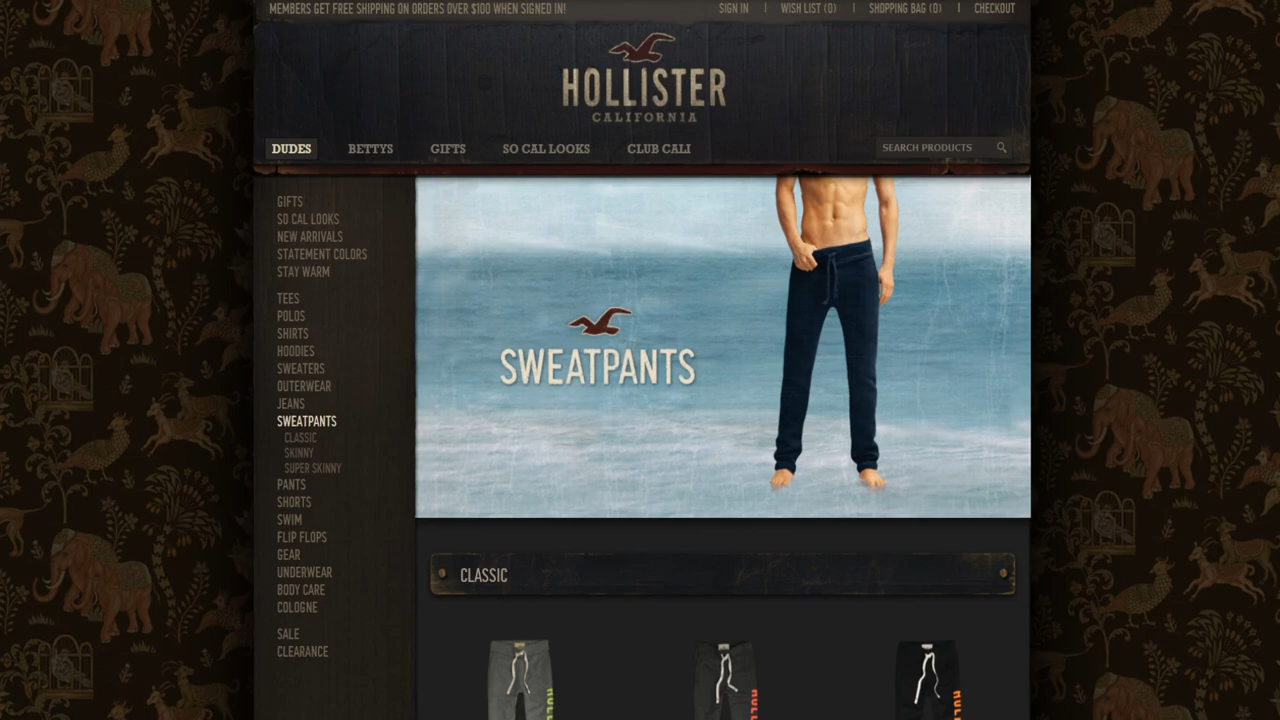 MEMBERS GET FREE SHIPPING ON ORDERS OVER $100 WHEN SIGNED IN!
SIGN IN | WISH LIST (0) | SHOPPING BAG (0) | CHECKOUT
HOLLISTER
CALIFORNIA
DUDES BETTYS GIFTS SO CAL LOOKS CLUB CALI SEARCH PRODUCTS
GIFTS
SO CAL LOOKS
NEW ARRIVALS
STATEMENT COLORS
STAY WARM
TEES
POLOS
SHIRTS
HOODIES
SWEATERS
OUTERWEAR
JEANS
SWEATPANTS
CLASSIC
SKINNY
SUPER SKINNY
PANTS
SHORTS
SWIM
FLIP FLOPS
GEAR
UNDERWEAR
BODY CARE
COLOGNE
SALE
CLEARANCE
SWEATPANTS
CLASSIC